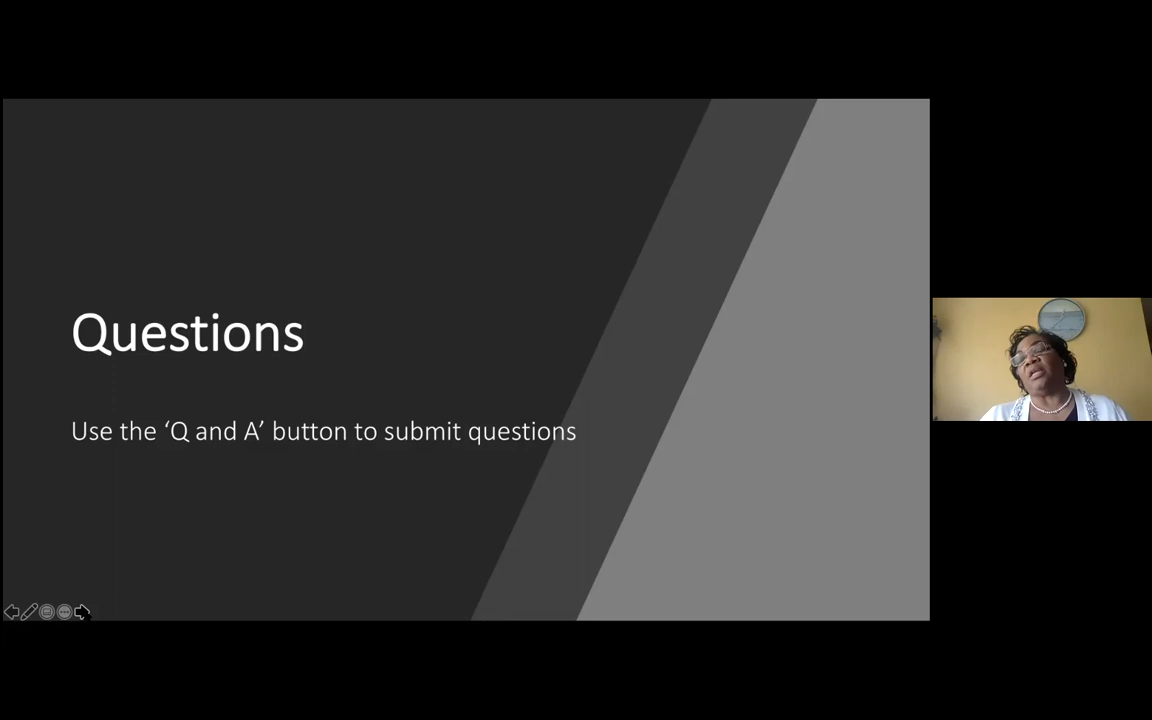 Questions
Use the ‘Q and A’ button to submit questions